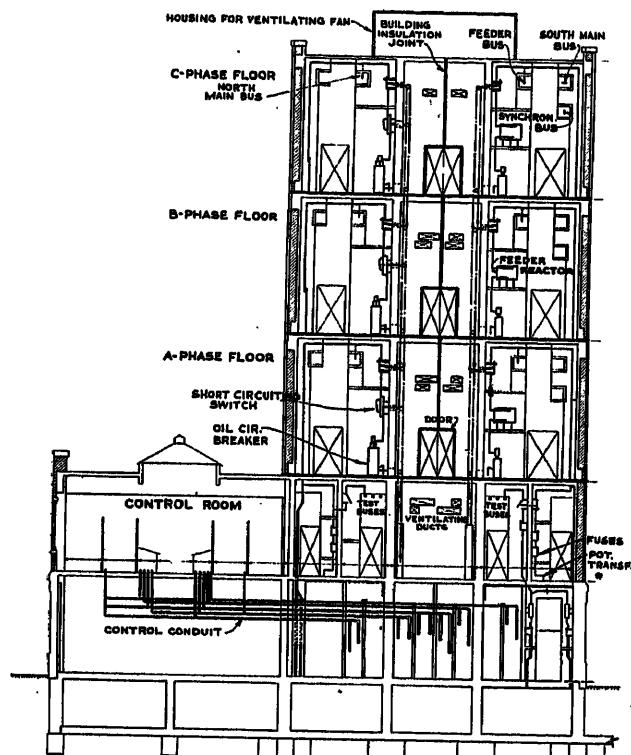 HOUSING FOR VENTILATING FAN
BUILDING
INSULATION
JOINT
FEEDER
BUS
SOUTH MAIN
BUS
C-PHASE FLOOR
NORTH
MAIN BUS
SYNCHRON.
BUS
B-PHASE FLOOR
FEEDER
REACTOR
A-PHASE FLOOR
SHORT CIRCUITING
SWITCH
OIL CIR.
BREAKER
DOOR
CONTROL ROOM
TEST
BUSES
VENTILATING
DUCTS
TEST
BUSES
FUSES
POT.
TRANSF.
CONTROL CONDUIT